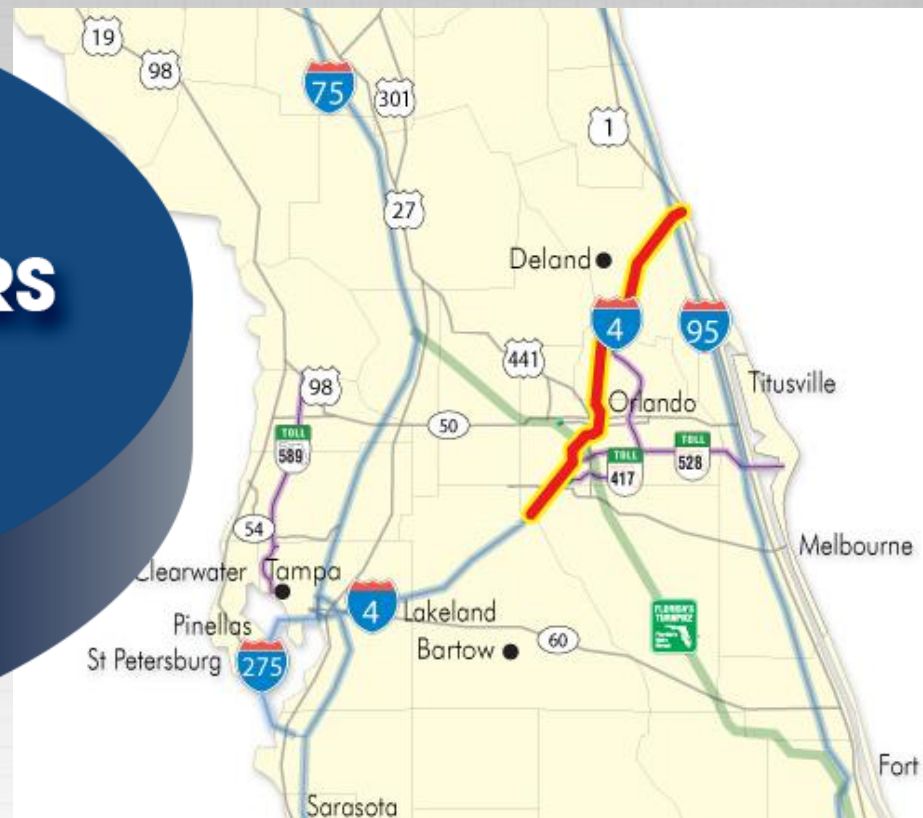 19
98
75
301
1
27
RS
Deland
4
95
441
Titusville
98
Orlando
50
TOLL
589
TOLL
417
TOLL
528
54
Melbourne
Clearwater
Tampa
4
Lakeland
Pinellas
60
FLORIDA'S
TURNPIKE
Bartow
St Petersburg
275
Fort
Sarasota